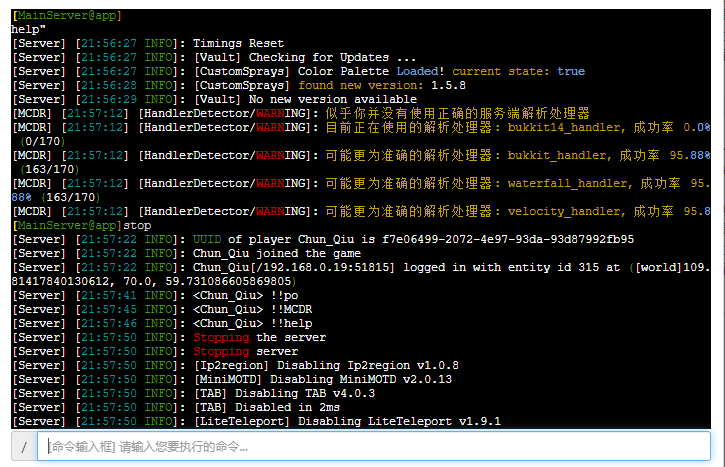 [MainServer@app]
help"
[Server] [21:56:27 INFO]: Timings Reset
[Server] [21:56:27 INFO]: [Vault] Checking for Updates ...
[Server] [21:56:27 INFO]: [CustomSprays] Color Palette Loaded! current state: true
[Server] [21:56:28 INFO]: [CustomSprays] found new version: 1.5.8
[Server] [21:56:29 INFO]: [Vault] No new version available
[MCDR] [21:57:12] [HandlerDetector/WARNING]: 似乎你并没有使用正确的服务端解析处理器
[MCDR] [21:57:12] [HandlerDetector/WARNING]: 目前正在使用的解析处理器: bukkit14_handler, 成功率 0.0%
(0/170)
[MCDR] [21:57:12] [HandlerDetector/WARNING]: 可能更为准确的解析处理器: bukkit_handler, 成功率 95.88%
(163/170)
[MCDR] [21:57:12] [HandlerDetector/WARNING]: 可能更为准确的解析处理器: waterfall_handler, 成功率 95.
88% (163/170)
[MCDR] [21:57:12] [HandlerDetector/WARNING]: 可能更为准确的解析处理器: velocity_handler, 成功率 95.8
[MainServer@app]stop
[Server] [21:57:22 INFO]: UUID of player Chun_Qiu is f7e06499-2072-4e97-93da-93d87992fb95
[Server] [21:57:22 INFO]: Chun_Qiu joined the game
[Server] [21:57:22 INFO]: Chun_Qiu[/192.168.0.19:51815] logged in with entity id 315 at ([world]109.
81417840130612, 70.0, 59.731086605869805)
[Server] [21:57:41 INFO]: <Chun_Qiu> !!po
[Server] [21:57:45 INFO]: <Chun_Qiu> !!MCDR
[Server] [21:57:46 INFO]: <Chun_Qiu> !!help
[Server] [21:57:50 INFO]: Stopping the server
[Server] [21:57:50 INFO]: Stopping server
[Server] [21:57:50 INFO]: [Ip2region] Disabling Ip2region v1.0.8
[Server] [21:57:50 INFO]: [MiniMOTD] Disabling MiniMOTD v2.0.13
[Server] [21:57:50 INFO]: [TAB] Disabling TAB v4.0.3
[Server] [21:57:50 INFO]: [TAB] Disabled in 2ms
[Server] [21:57:50 INFO]: [LiteTeleport] Disabling LiteTeleport v1.9.1
/ [命令输入框] 请输入您要执行的命令...